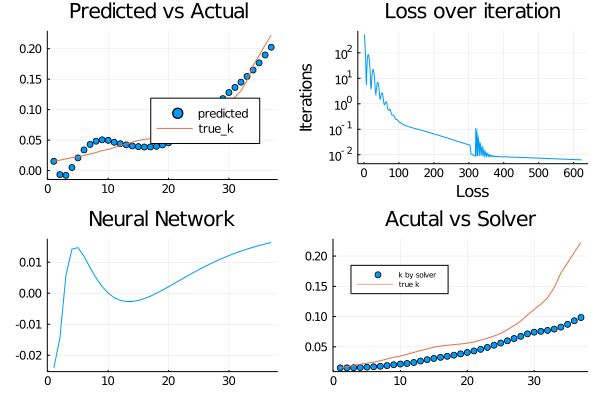 Predicted vs Actual
0.20
0.15
0.10
0.05
0.00
predicted
true_k
0 10 20 30
Loss over iteration
Iterations
10²
10¹
10⁰
10⁻¹
10⁻²
0 100 200 300 400 500 600
Loss
Neural Network
0.01
0.00
-0.01
-0.02
0 10 20 30
Acutal vs Solver
0.20
0.15
0.10
0.05
k by solver
true k
0 10 20 30